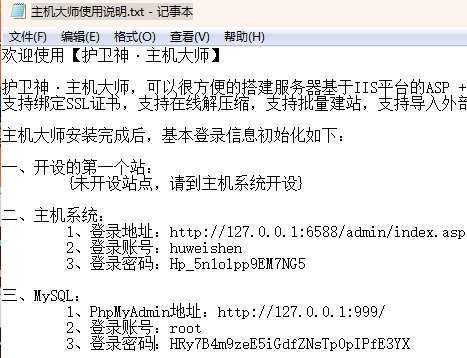 主机大师使用说明.txt - 记事本
文件(F) 编辑(E) 格式(O) 查看(V) 帮助(H)
欢迎使用【护卫神·主机大师】
护卫神·主机大师，可以很方便的搭建服务器基于IIS平台的ASP +
支持绑定SSL证书，支持在线解压缩，支持批量建站，支持导入外部
主机大师安装完成后，基本登录信息初始化如下：
一、开设的第一个站：
{未开设站点，请到主机系统开设}
二、主机系统：
1、登录地址：http://127.0.0.1:6588/admin/index.asp
2、登录账号：huweishen
3、登录密码：Hp_5n1o1pp9EM7NG5
三、MySQL：
1、PhpMyAdmin地址：http://127.0.0.1:999/
2、登录账号：root
3、登录密码：HRy7B4m9zeE5iGdfZNsTp0pIPfE3YX